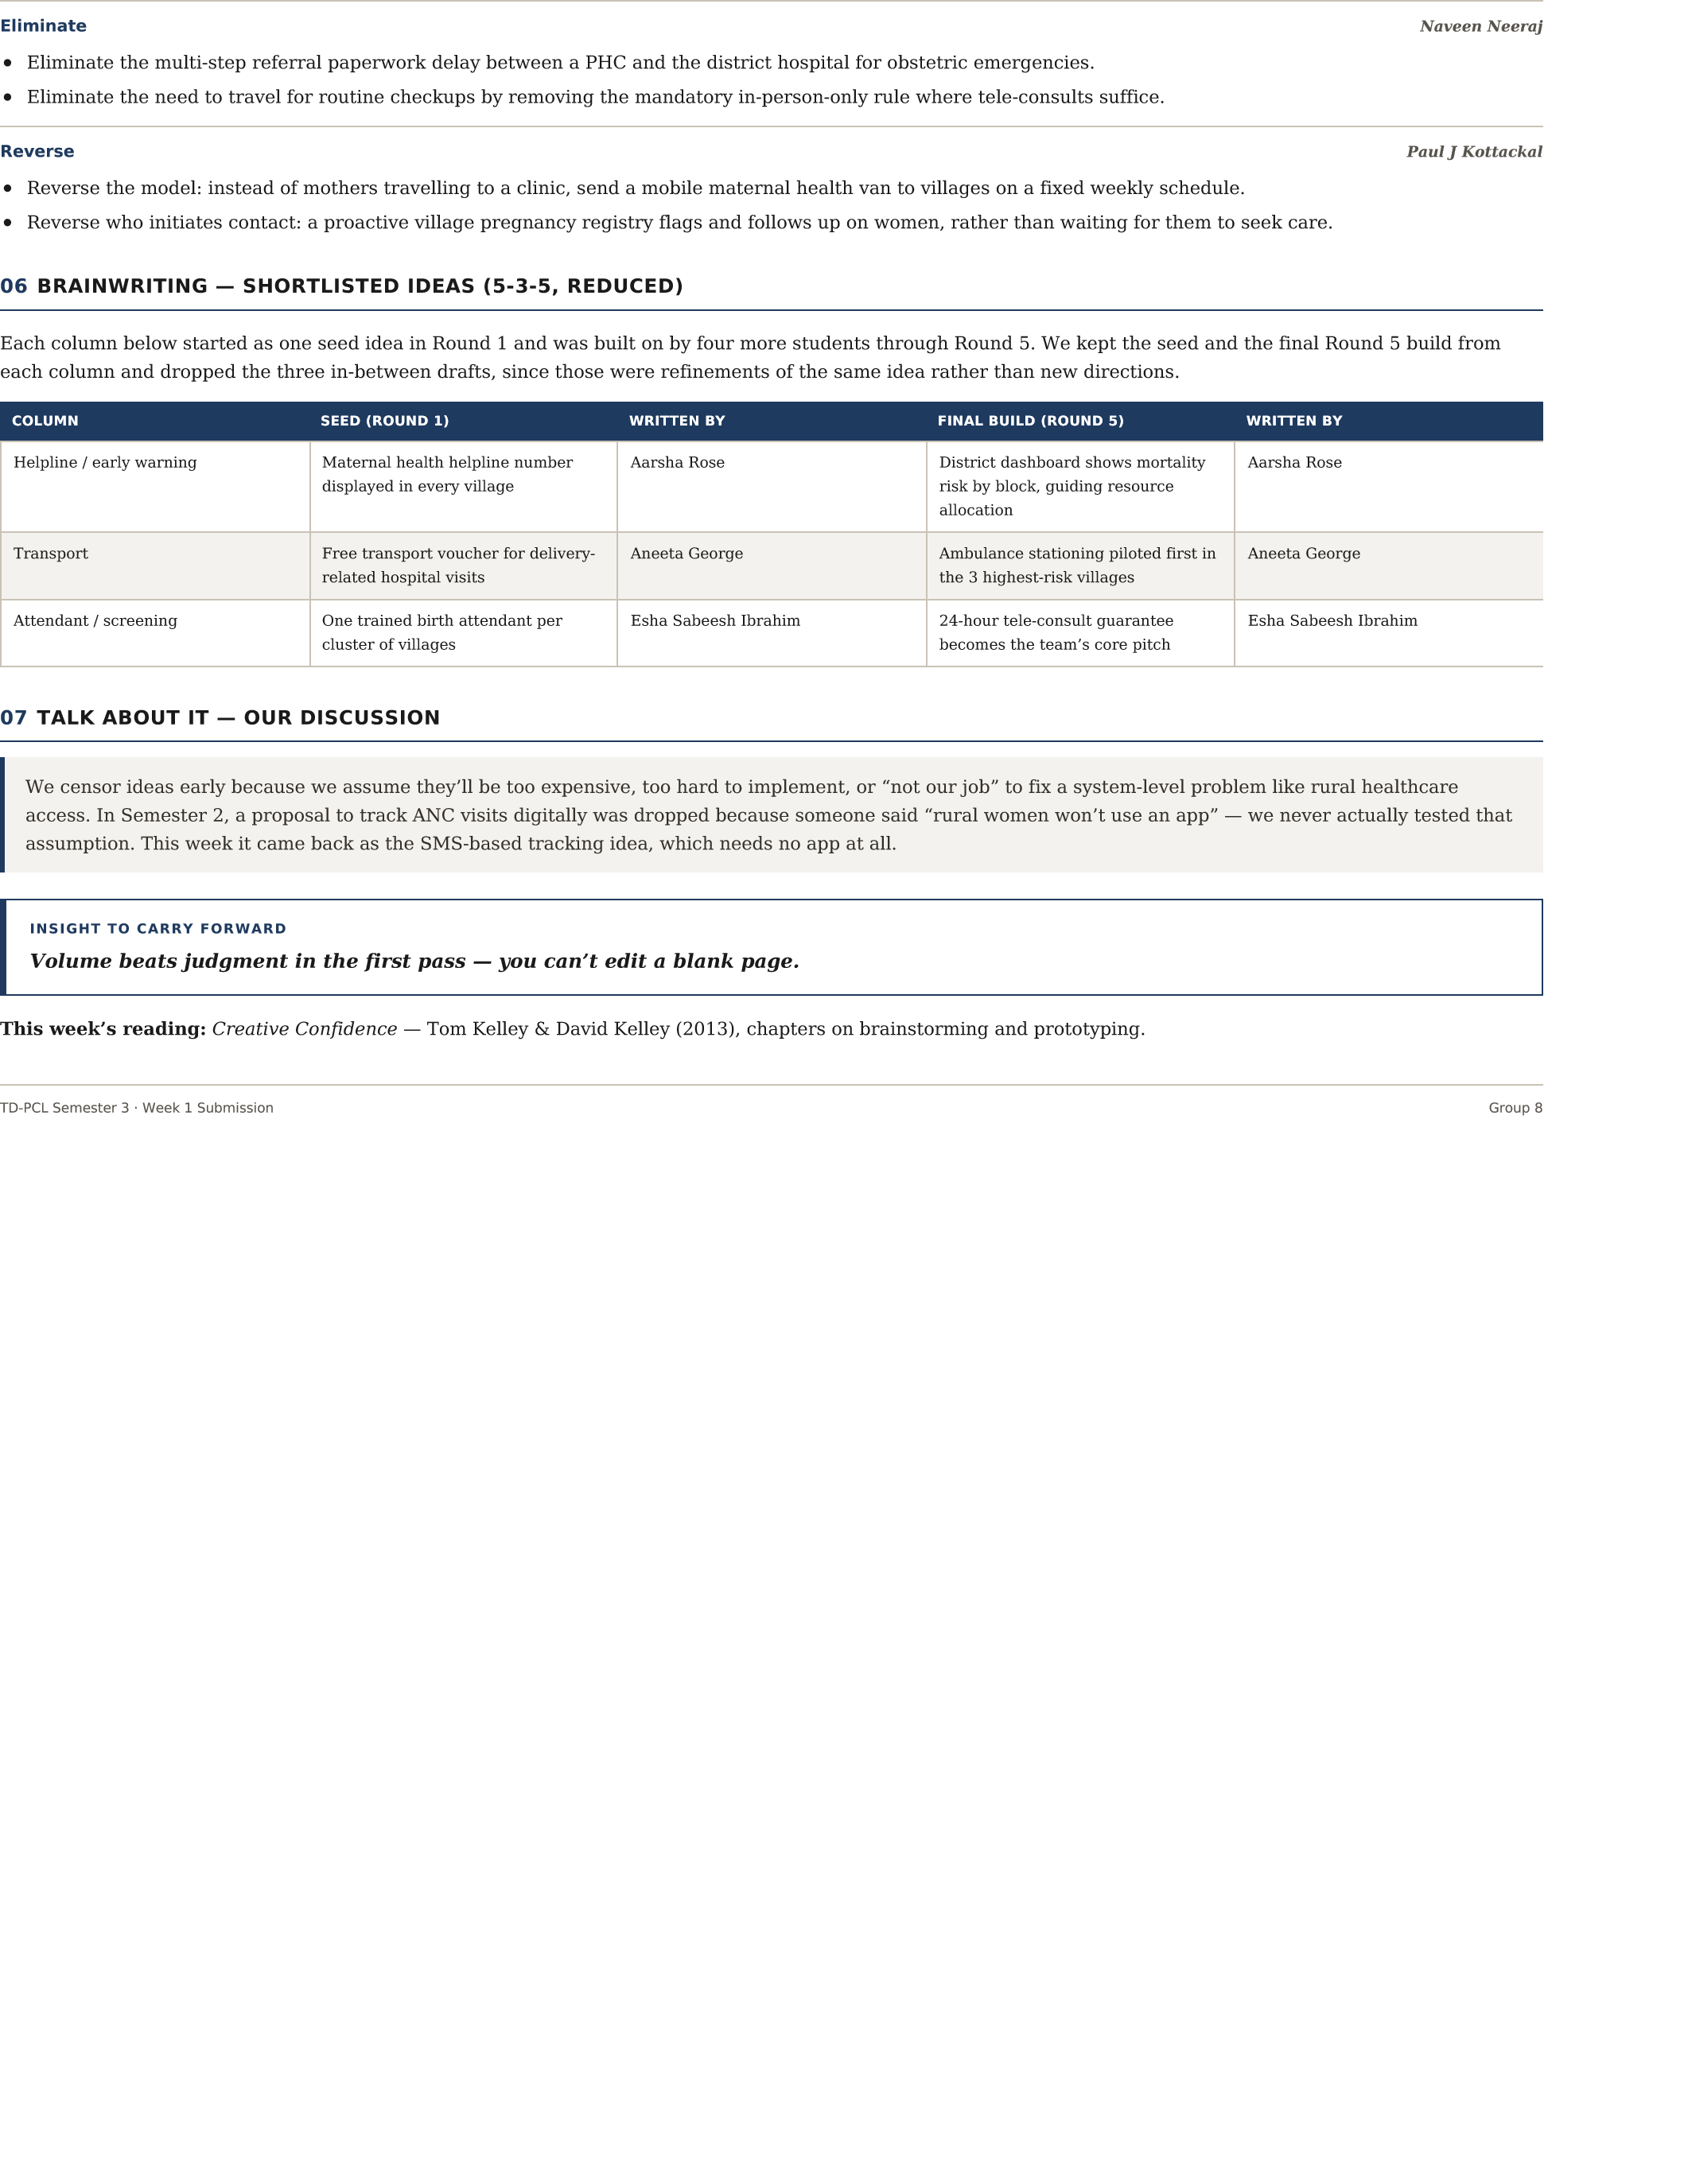 Eliminate
Naveen Neeraj
• Eliminate the multi-step referral paperwork delay between a PHC and the district hospital for obstetric emergencies.
• Eliminate the need to travel for routine checkups by removing the mandatory in-person-only rule where tele-consults suffice.
Reverse
Paul J Kottackal
• Reverse the model: instead of mothers travelling to a clinic, send a mobile maternal health van to villages on a fixed weekly schedule.
• Reverse who initiates contact: a proactive village pregnancy registry flags and follows up on women, rather than waiting for them to seek care.
06 BRAINWRITING — SHORTLISTED IDEAS (5-3-5, REDUCED)
Each column below started as one seed idea in Round 1 and was built on by four more students through Round 5. We kept the seed and the final Round 5 build from
each column and dropped the three in-between drafts, since those were refinements of the same idea rather than new directions.
COLUMN
SEED (ROUND 1)
WRITTEN BY
FINAL BUILD (ROUND 5)
WRITTEN BY
Helpline / early warning
Maternal health helpline number
displayed in every village
Aarsha Rose
District dashboard shows mortality
risk by block, guiding resource
allocation
Aarsha Rose
Transport
Free transport voucher for delivery-
related hospital visits
Aneeta George
Ambulance stationing piloted first in
the 3 highest-risk villages
Aneeta George
Attendant / screening
One trained birth attendant per
cluster of villages
Esha Sabeesh Ibrahim
24-hour tele-consult guarantee
becomes the team’s core pitch
Esha Sabeesh Ibrahim
07 TALK ABOUT IT — OUR DISCUSSION
We censor ideas early because we assume they’ll be too expensive, too hard to implement, or “not our job” to fix a system-level problem like rural healthcare
access. In Semester 2, a proposal to track ANC visits digitally was dropped because someone said “rural women won’t use an app” — we never actually tested that
assumption. This week it came back as the SMS-based tracking idea, which needs no app at all.
INSIGHT TO CARRY FORWARD
Volume beats judgment in the first pass — you can’t edit a blank page.
This week’s reading: Creative Confidence — Tom Kelley & David Kelley (2013), chapters on brainstorming and prototyping.
TD-PCL Semester 3 · Week 1 Submission
Group 8